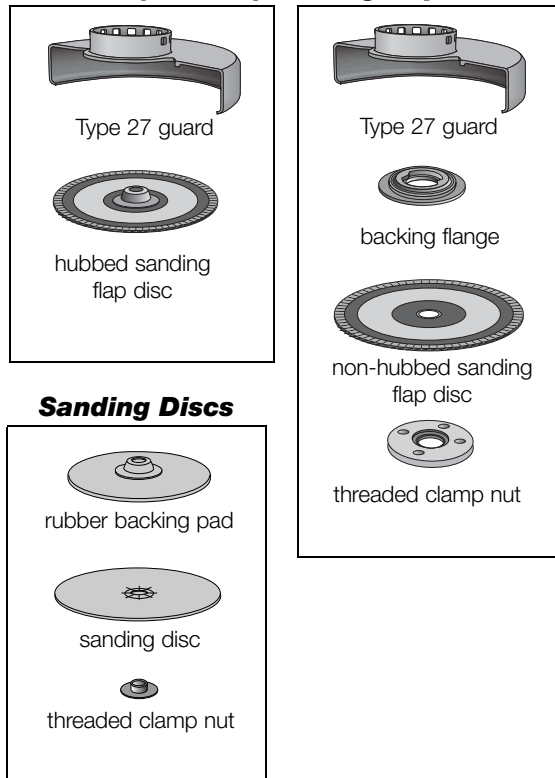 Type 27 guard
hubbed sanding
flap disc
Type 27 guard
backing flange
non-hubbed sanding
flap disc
threaded clamp nut
Sanding Discs
rubber backing pad
sanding disc
threaded clamp nut